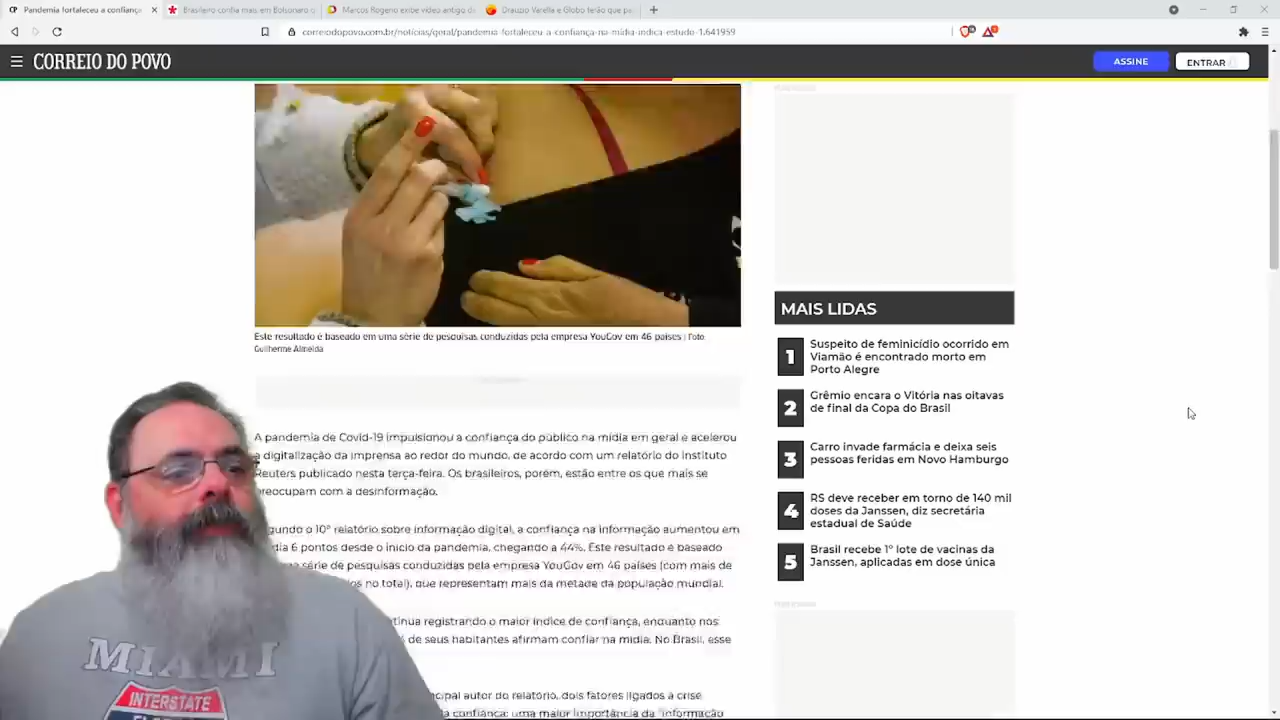 Pandemia fortaleceu a confiança
Brasileiro confia mais em Bolsonaro
Marcos Rogério exibe vídeo antigo
Drauzio Varella e Globo terão que
correiodopovo.com.br/notícias/geral/pandemia-fortaleceu-a-confiança-na-mídia-indica-estudo-1.641959
CORREIO DO POVO
ASSINE
ENTRAR
Este resultado é baseado em uma série de pesquisas conduzidas pela empresa YouGov em 46 países | Foto:
Guilherme Almeida
A pandemia de Covid-19 impulsionou a confiança do público na mídia em geral e acelerou
a digitalização da imprensa ao redor do mundo, de acordo com um relatório do instituto
Reuters publicado nesta terça-feira. Os brasileiros, porém, estão entre os que mais se
preocupam com a desinformação.
gundo o 10º relatório sobre informação digital, a confiança na informação aumentou em
dia 6 pontos desde o início da pandemia, chegando a 44%. Este resultado é baseado
série de pesquisas conduzidas pela empresa YouGov em 46 países (com mais de
os no total), que representam mais da metade da população mundial.
tinua registrando o maior índice de confiança, enquanto nos
% de seus habitantes afirmam confiar na mídia. No Brasil, esse
cipal autor do relatório, dois fatores ligados a crise
a confiança: uma maior importância da informação
MAIS LIDAS
1 Suspeito de feminicídio ocorrido em
Viamão é encontrado morto em
Porto Alegre
2 Grêmio encara o Vitória nas oitavas
de final da Copa do Brasil
3 Carro invade farmácia e deixa seis
pessoas feridas em Novo Hamburgo
4 RS deve receber em torno de 140 mil
doses da Janssen, diz secretária
estadual de Saúde
5 Brasil recebe 1º lote de vacinas da
Janssen, aplicadas em dose única
MIAMI
INTERSTATE